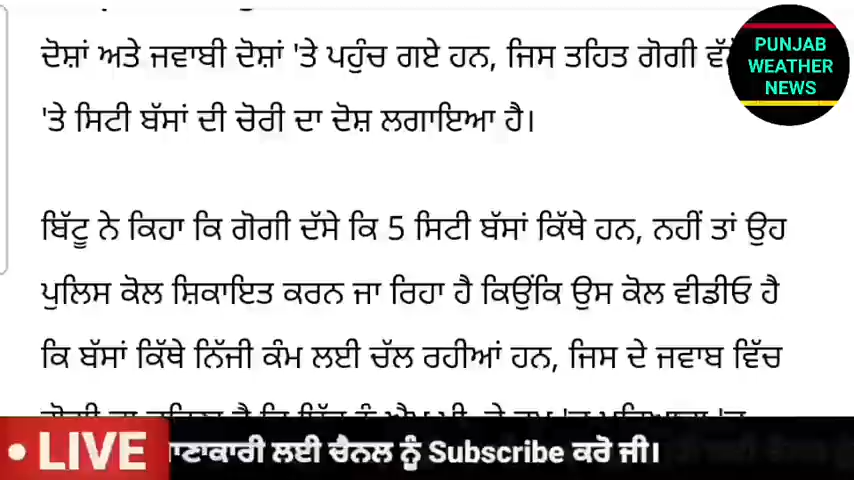 ਦੋਸ਼ਾਂ ਅਤੇ ਜਵਾਬੀ ਦੋਸ਼ਾਂ 'ਤੇ ਪਹੁੰਚ ਗਏ ਹਨ, ਜਿਸ ਤਹਿਤ ਗੋਗੀ
'ਤੇ ਸਿਟੀ ਬੱਸਾਂ ਦੀ ਚੋਰੀ ਦਾ ਦੋਸ਼ ਲਗਾਇਆ ਹੈ।
PUNJAB
WEATHER
NEWS
ਬਿੱਟੂ ਨੇ ਕਿਹਾ ਕਿ ਗੋਗੀ ਦੱਸੇ ਕਿ 5 ਸਿਟੀ ਬੱਸਾਂ ਕਿੱਥੇ ਹਨ, ਨਹੀਂ ਤਾਂ ਉਹ
ਪੁਲਿਸ ਕੋਲ ਸ਼ਿਕਾਇਤ ਕਰਨ ਜਾ ਰਿਹਾ ਹੈ ਕਿਉਂਕਿ ਉਸ ਕੋਲ ਵੀਡੀਓ ਹੈ
ਕਿ ਬੱਸਾਂ ਕਿੱਥੇ ਨਿੱਜੀ ਕੰਮ ਲਈ ਚੱਲ ਰਹੀਆਂ ਹਨ, ਜਿਸ ਦੇ ਜਵਾਬ ਵਿੱਚ
LIVE
ਲਈ ਚੈਨਲ ਨੂੰ Subscribe ਕਰੋ ਜੀ।